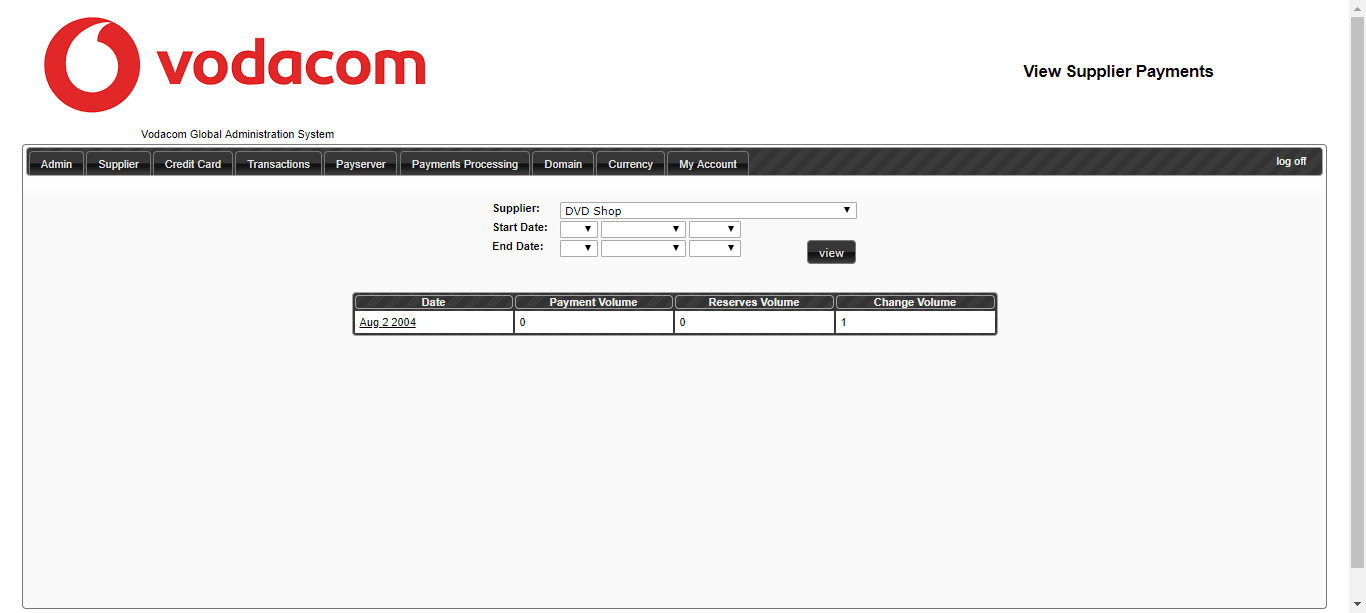 vodacom
View Supplier Payments
Vodacom Global Administration System
Admin Supplier Credit Card Transactions Payserver Payments Processing Domain Currency My Account log off
Supplier: DVD Shop
Start Date:
End Date:
view
Date Payment Volume Reserves Volume Change Volume
Aug 2 2004 0 0 1